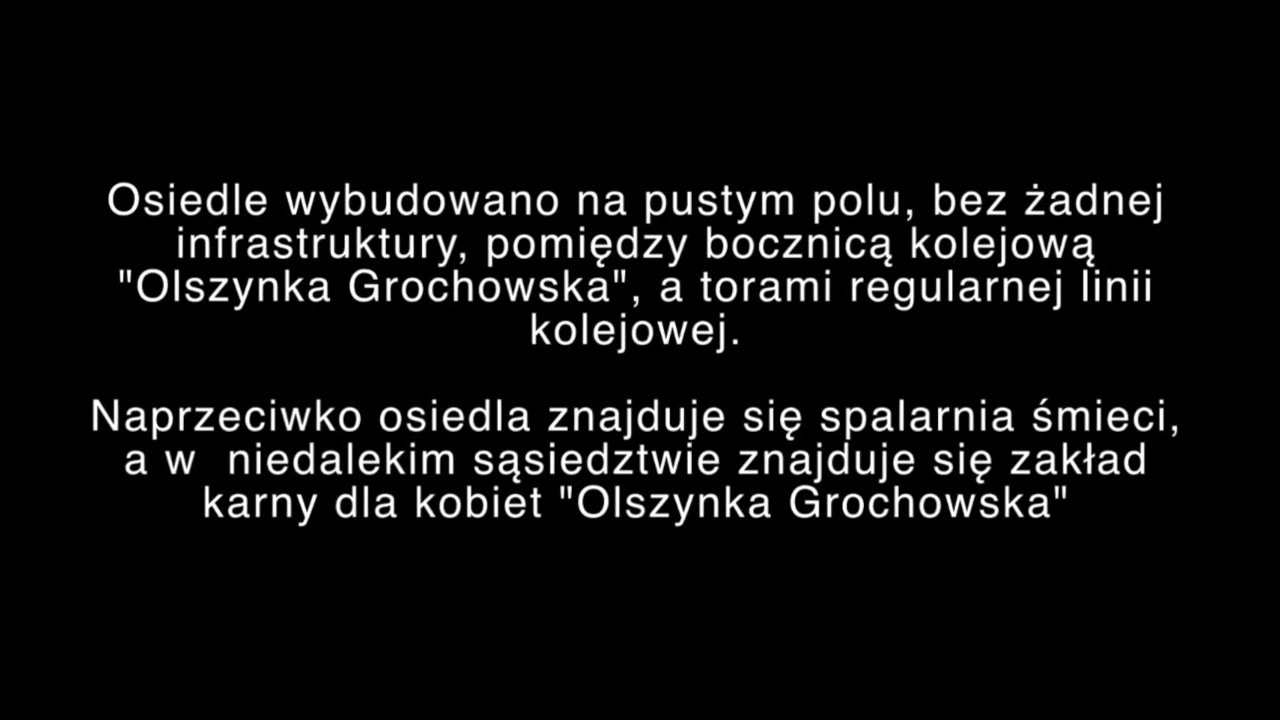 Osiedle wybudowano na pustym polu, bez żadnej
infrastruktury, pomiędzy bocznicą kolejową
"Olszynka Grochowska", a torami regularnej linii
kolejowej.
Naprzeciwko osiedla znajduje się spalarnia śmieci,
a w  niedalekim sąsiedztwie znajduje się zakład
karny dla kobiet "Olszynka Grochowska"